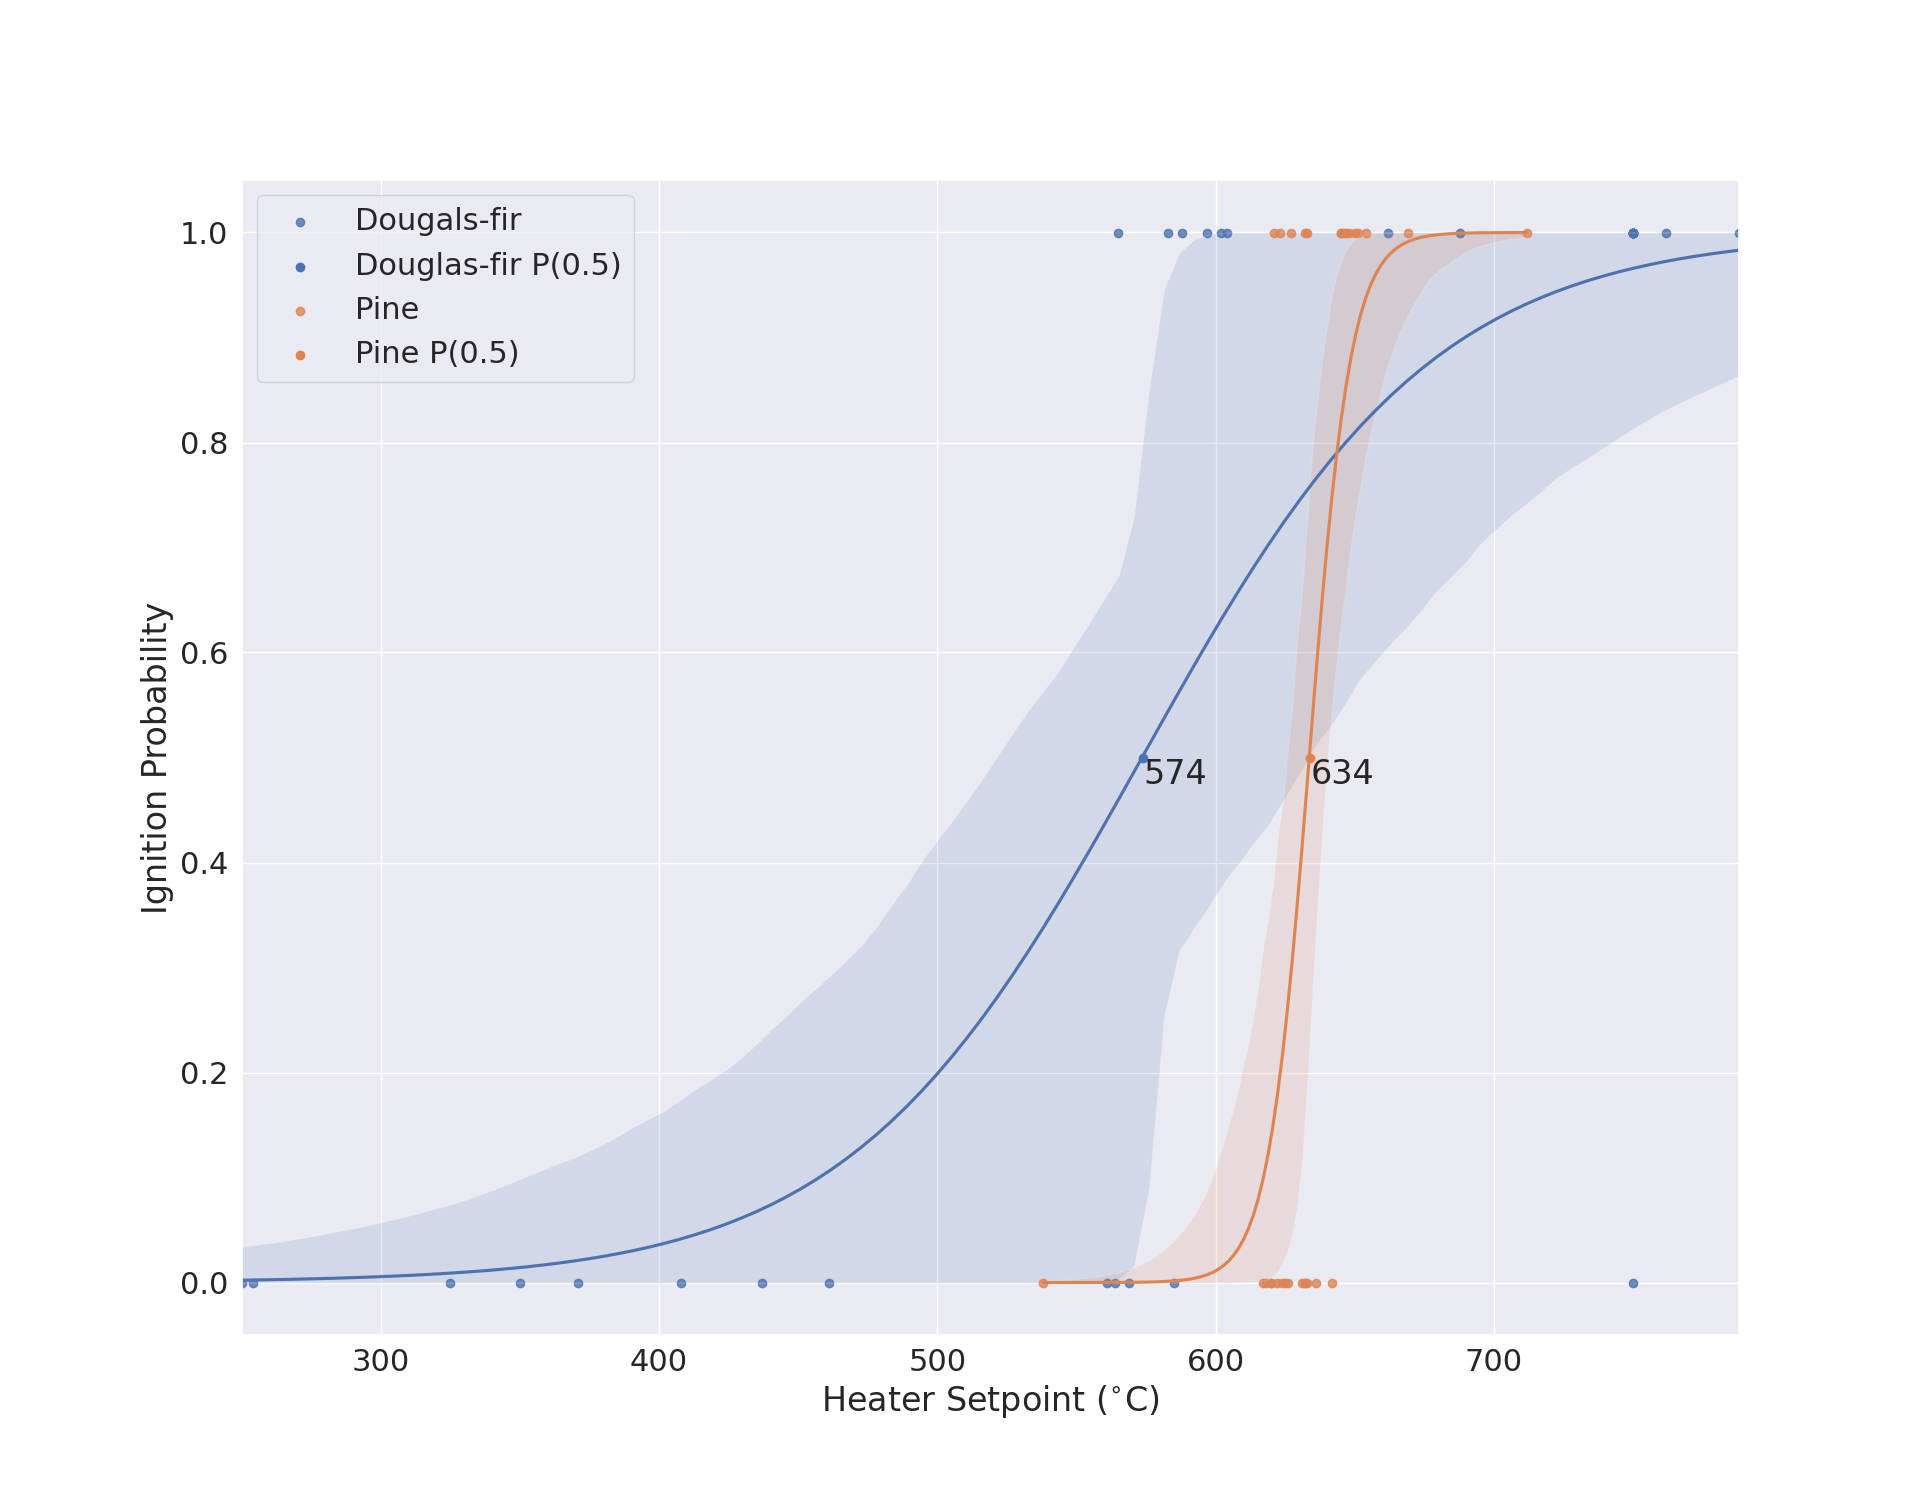 Dougals-fir
Douglas-fir P(0.5)
Pine
Pine P(0.5)
1.0
0.8
0.6
0.4
0.2
0.0
Ignition Probability
574
634
300
400
500
600
700
Heater Setpoint (°C)